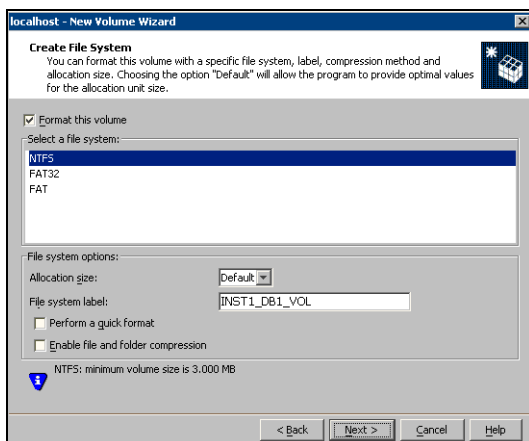 localhost - New Volume Wizard
Create File System
You can format this volume with a specific file system, label, compression method and
allocation size. Choosing the option "Default" will allow the program to provide optimal values
for the allocation unit size.
Format this volume
Select a file system:
NTFS
FAT32
FAT
File system options:
Allocation size:
Default
File system label:
INST1_DB1_VOL
Perform a quick format
Enable file and folder compression
NTFS: minimum volume size is 3.000 MB
< Back
Next >
Cancel
Help